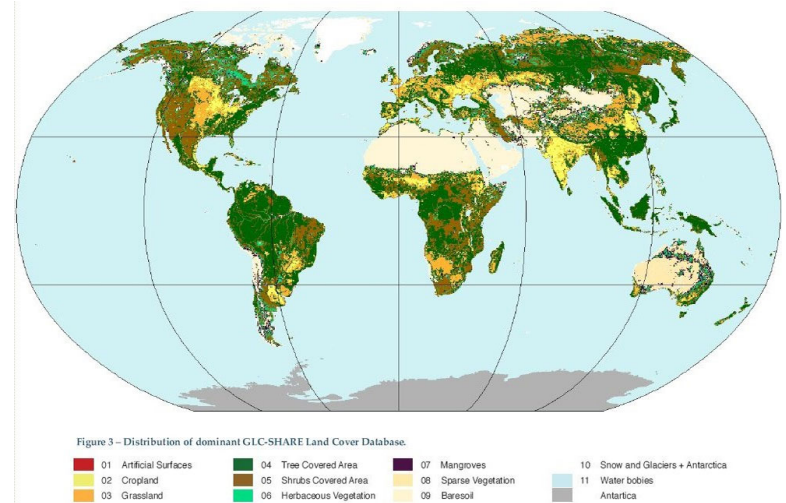 Figure 3 – Distribution of dominant GLC-SHARE Land Cover Database.
01 Artificial Surfaces
02 Cropland
03 Grassland
04 Tree Covered Area
05 Shrubs Covered Area
06 Herbaceous Vegetation
07 Mangroves
08 Sparse Vegetation
09 Baresoil
10 Snow and Glaciers + Antarctica
11 Water bobies
Antartica